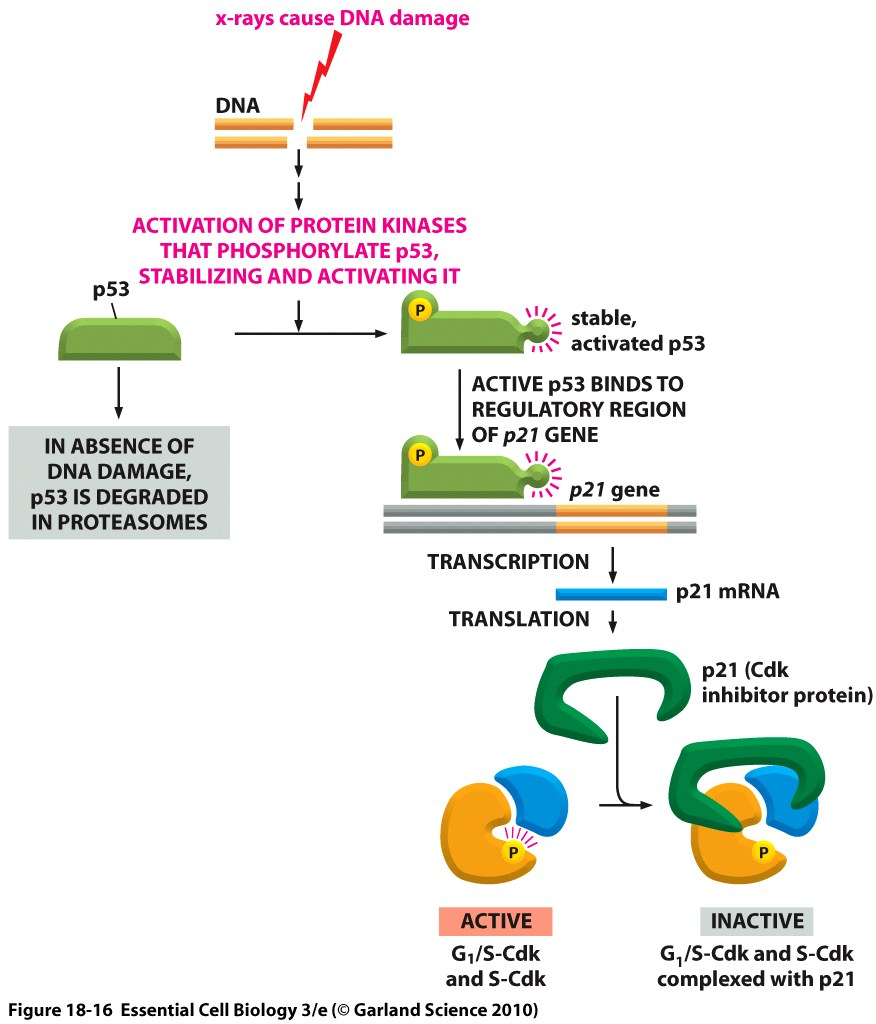 x-rays cause DNA damage
DNA
ACTIVATION OF PROTEIN KINASES
THAT PHOSPHORYLATE p53,
STABILIZING AND ACTIVATING IT
p53
P
stable,
activated p53
ACTIVE p53 BINDS TO
REGULATORY REGION
OF p21 GENE
IN ABSENCE OF
DNA DAMAGE,
p53 IS DEGRADED
IN PROTEASOMES
P
p21 gene
TRANSCRIPTION
p21 mRNA
TRANSLATION
p21 (Cdk
inhibitor protein)
P
P
ACTIVE
G₁/S-Cdk
and S-Cdk
INACTIVE
G₁/S-Cdk and S-Cdk
complexed with p21
Figure 18-16 Essential Cell Biology 3/e (© Garland Science 2010)